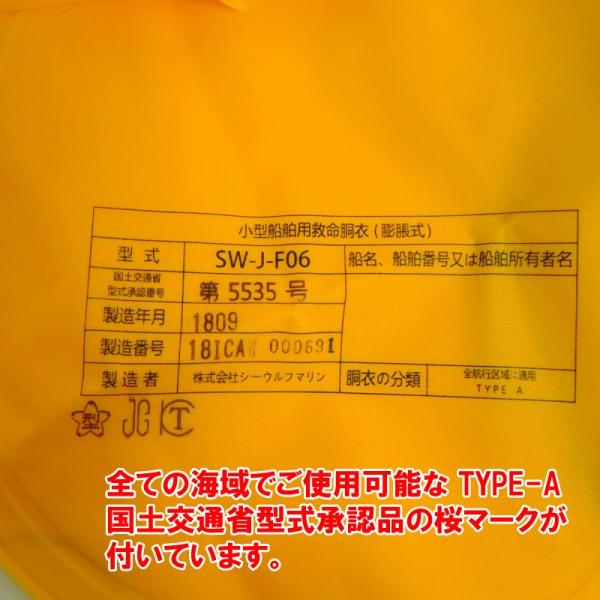 小型船舶用救命胴衣(膨脹式)
型式 SW-J-F06 船名、船舶番号又は船舶所有者名
国土交通省
型式承認番号 第 5535 号
製造年月 1809
製造番号 18ICAW 000691
製造者 株式会社シーウルフマリン 胴衣の分類 全航行区域に適用
TYPE A
型 JG CT
全ての海域でご使用可能な TYPE-A
国土交通省型式承認品の桜マークが
付いています。